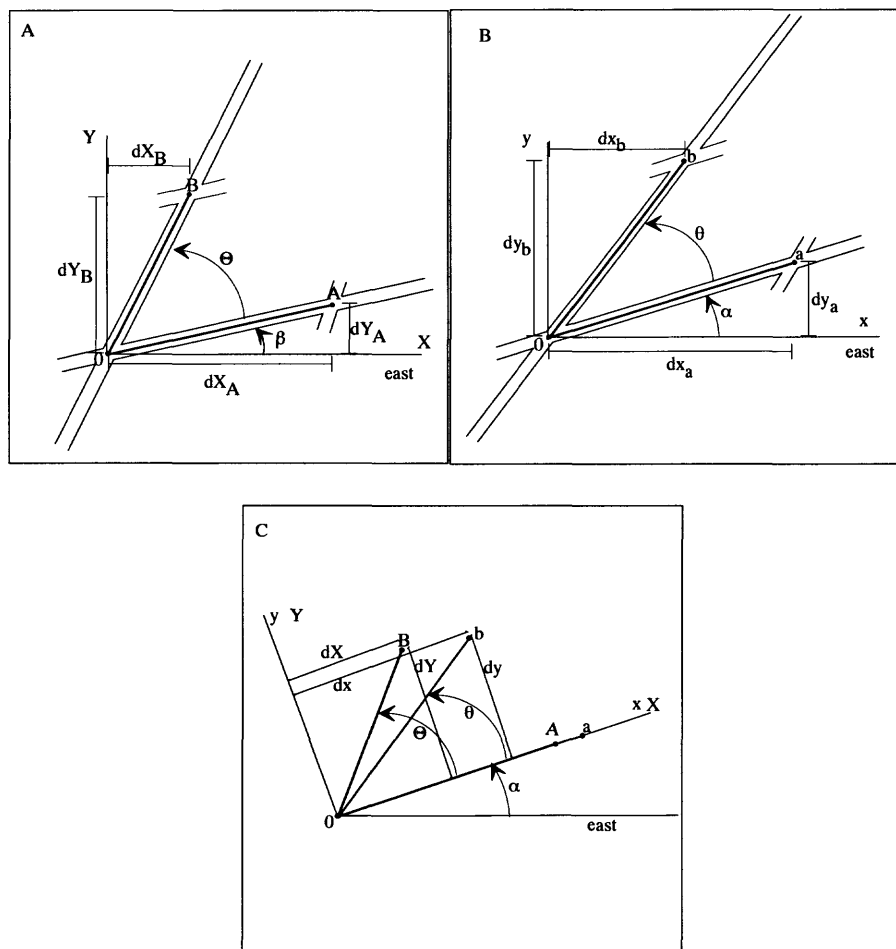 A
Y
dX_B
B
dY_B
Θ
A
β
dY_A
X
0
east
dX_A
B
y
dx_b
b
dy_b
θ
a
α
dy_a
x
0
east
dx_a
C
y Y
dX
B
b
dx
dY
dy
θ
Θ
x X
A
a
α
0
east